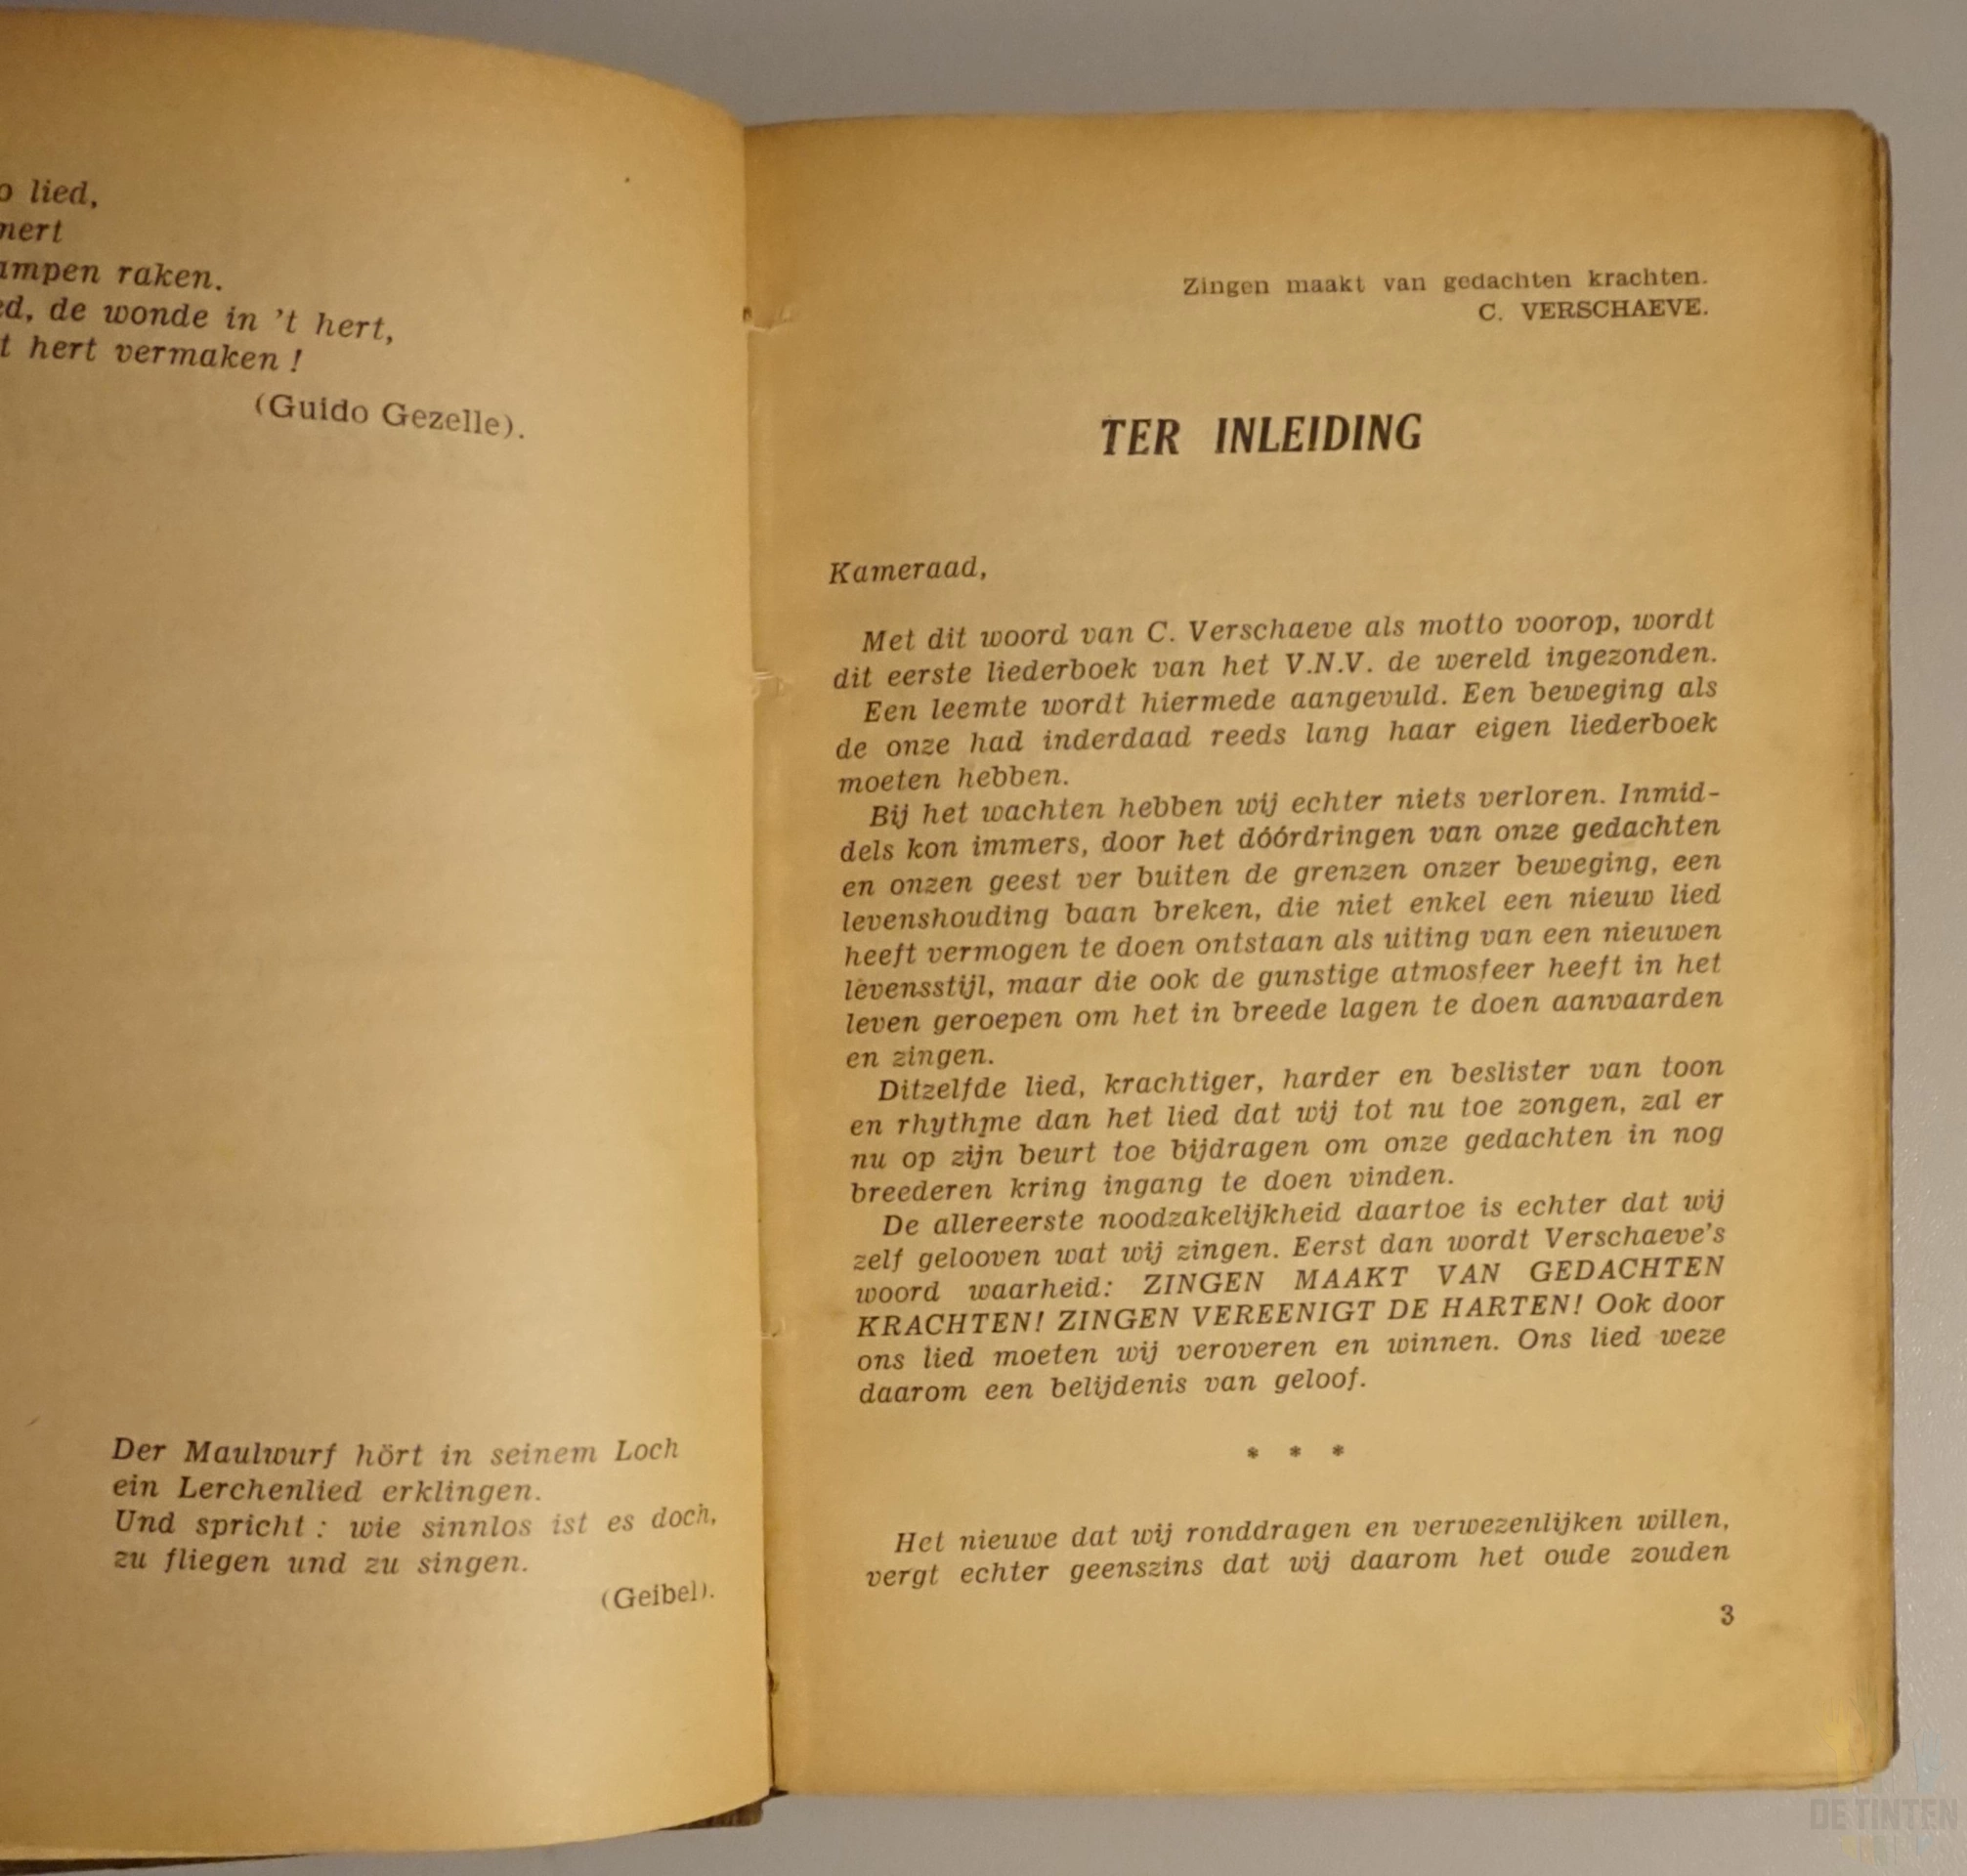 lied,
raken.
de wonde in 't hert,
hert vermaken !
(Guido Gezelle).
Der Maulwurf hört in seinem Loch
ein Lerchenlied erklingen.
Und spricht : wie sinnlos ist es doch,
zu fliegen und zu singen.
(Geibel).
Zingen maakt van gedachten krachten.
C. VERSCHAEVE.
TER INLEIDING
Kameraad,
Met dit woord van C. Verschaeve als motto voorop, wordt
dit eerste liederboek van het V.N.V. de wereld ingezonden.
Een leemte wordt hiermede aangevuld. Een beweging als
de onze had inderdaad reeds lang haar eigen liederboek
moeten hebben.
Bij het wachten hebben wij echter niets verloren. Inmid-
dels kon immers, door het dóórdringen van onze gedachten
en onzen geest ver buiten de grenzen onzer beweging, een
levenshouding baan breken, die niet enkel een nieuw lied
heeft vermogen te doen ontstaan als uiting van een nieuwen
levensstijl, maar die ook de gunstige atmosfeer heeft in het
leven geroepen om het in breede lagen te doen aanvaarden
en zingen.
Ditzelfde lied, krachtiger, harder en beslister van toon
en rhythme dan het lied dat wij tot nu toe zongen, zal er
nu op zijn beurt toe bijdragen om onze gedachten in nog
breederen kring ingang te doen vinden.
De allereerste noodzakelijkheid daartoe is echter dat wij
zelf gelooven wat wij zingen. Eerst dan wordt Verschaeve's
woord waarheid: ZINGEN MAAKT VAN GEDACHTEN
KRACHTEN! ZINGEN VEREENIGT DE HARTEN! Ook door
ons lied moeten wij veroveren en winnen. Ons lied weze
daarom een belijdenis van geloof.
* * *
Het nieuwe dat wij ronddragen en verwezenlijken willen,
vergt echter geenszins dat wij daarom het oude zouden
3
DE TINTEN